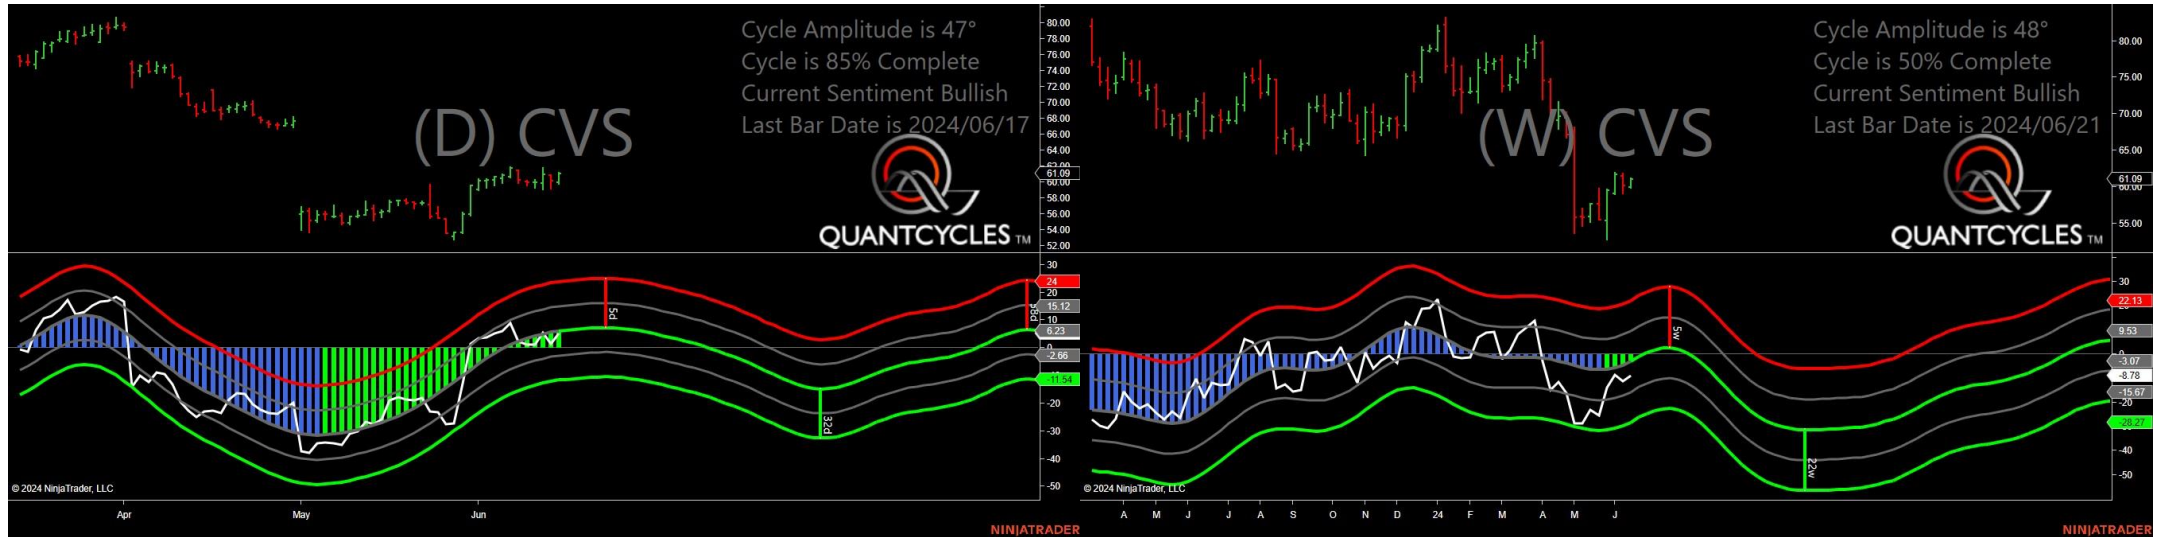 Cycle Amplitude is 47°
Cycle is 85% Complete
Current Sentiment Bullish
Last Bar Date is 2024/06/17
(D) CVS
QUANTCYCLES TM
80.00
78.00
76.00
74.00
72.00
70.00
68.00
66.00
64.00
62.00
61.09
60.00
58.00
56.00
54.00
52.00
30
24
20
15.12
10
6.23
0
-2.66
-11.54
-20
-30
-40
-50
5d
32d
© 2024 NinjaTrader, LLC
Apr
May
Jun
NINJATRADER
Cycle Amplitude is 48°
Cycle is 50% Complete
Current Sentiment Bullish
Last Bar Date is 2024/06/21
(W) CVS
QUANTCYCLES TM
80.00
75.00
70.00
65.00
61.09
60.00
55.00
30
22.13
9.53
-3.07
-8.78
-15.67
-20
-28.27
-40
-50
5w
22w
© 2024 NinjaTrader, LLC
A M J J A S O N D 24 F M A M J
NINJATRADER